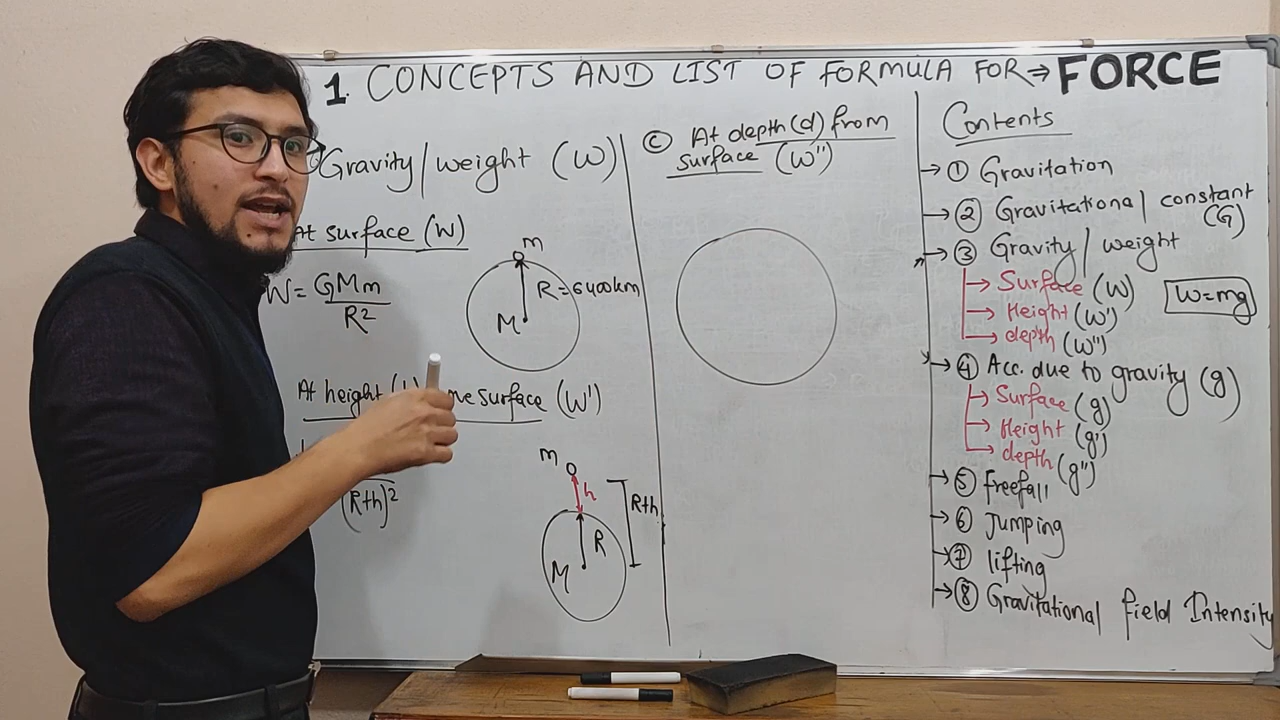 1. CONCEPTS AND LIST OF FORMULA FOR⇒ FORCE
Gravity/weight (W)
At surface (W)
W = GMm
R²
m
R=6400km
M
At height ve surface (W')
(R+h)²
m
h
R+h
R
M
Ⓒ At depth(d) from
surface (W'')
Contents
→ ① Gravitation
→ ② Gravitational constant
(G)
→ ③ Gravity/weight
→ Surface (W)
→ Height (W')
→ depth (W'')
W=mg
→ ④ Acc. due to gravity (g)
→ Surface (g)
→ Height (g')
→ depth (g'')
→ ⑤ freefall
→ ⑥ Jumping
→ ⑦ lifting
→ ⑧ Gravitational field Intensity